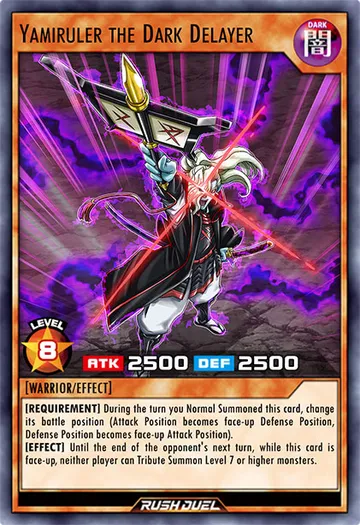 Yamiruler the Dark Delayer
DARK
闇
LEVEL
8
ATK 2500 DEF 2500
[WARRIOR/EFFECT]
[REQUIREMENT] During the turn you Normal Summoned this card, change
its battle position (Attack Position becomes face-up Defense Position,
Defense Position becomes face-up Attack Position).
[EFFECT] Until the end of the opponent's next turn, while this card is
face-up, neither player can Tribute Summon Level 7 or higher monsters.
RUSH DUEL